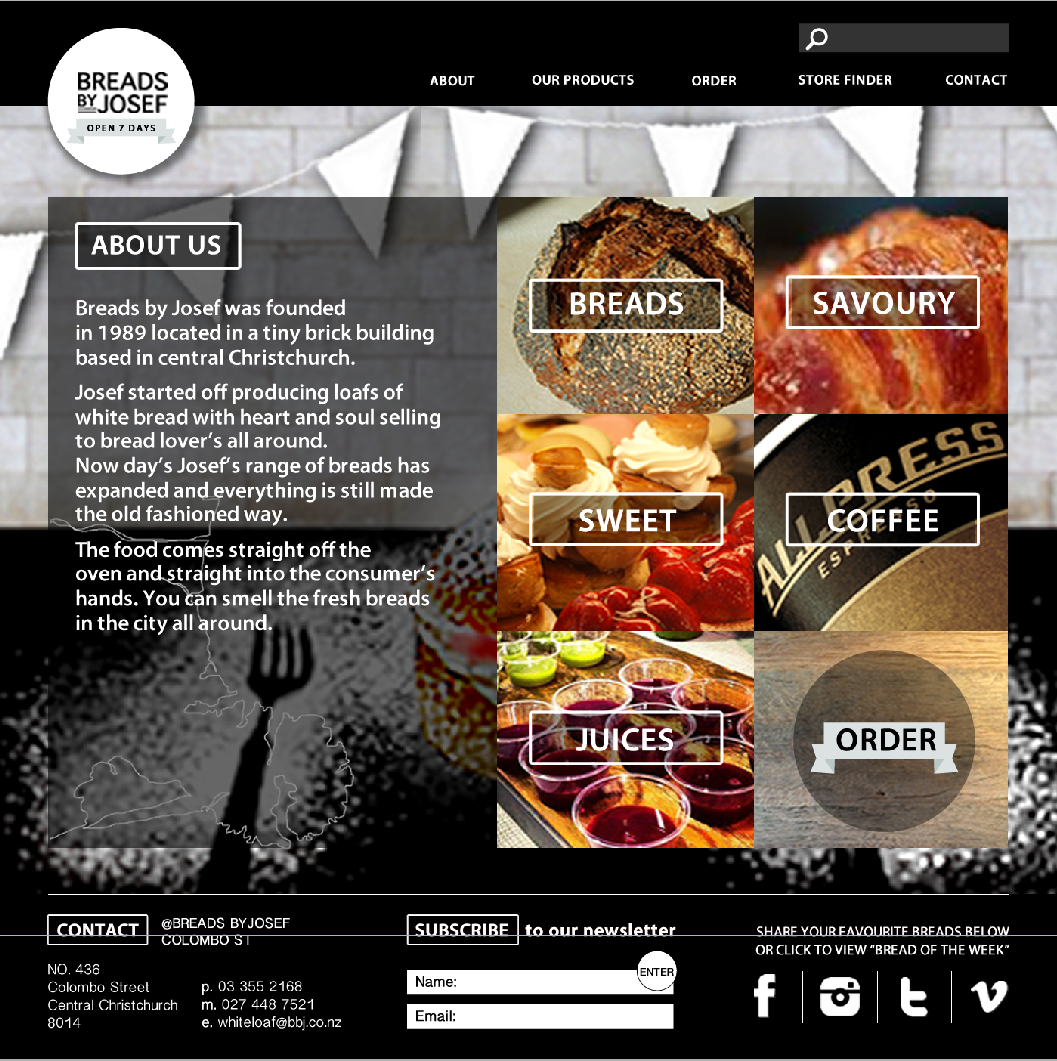 BREADS
BY JOSEF
OPEN 7 DAYS
ABOUT
OUR PRODUCTS
ORDER
STORE FINDER
CONTACT
ABOUT US
Breads by Josef was founded
in 1989 located in a tiny brick building
based in central Christchurch.
Josef started off producing loafs of
white bread with heart and soul selling
to bread lover's all around.
Now day's Josef's range of breads has
expanded and everything is still made
the old fashioned way.
The food comes straight off the
oven and straight into the consumer's
hands. You can smell the fresh breads
in the city all around.
BREADS
SAVOURY
SWEET
ALLPRESS
ESPRESSO
COFFEE
JUICES
ORDER
CONTACT
@BREADS BYJOSEF
COLOMBO ST
NO. 436
Colombo Street
Central Christchurch
8014
p. 03 355 2168
m. 027 448 7521
e. whiteloaf@bbj.co.nz
SUBSCRIBE to our newsletter
ENTER
Name:
Email:
SHARE YOUR FAVOURITE BREADS BELOW
OR CLICK TO VIEW "BREAD OF THE WEEK"